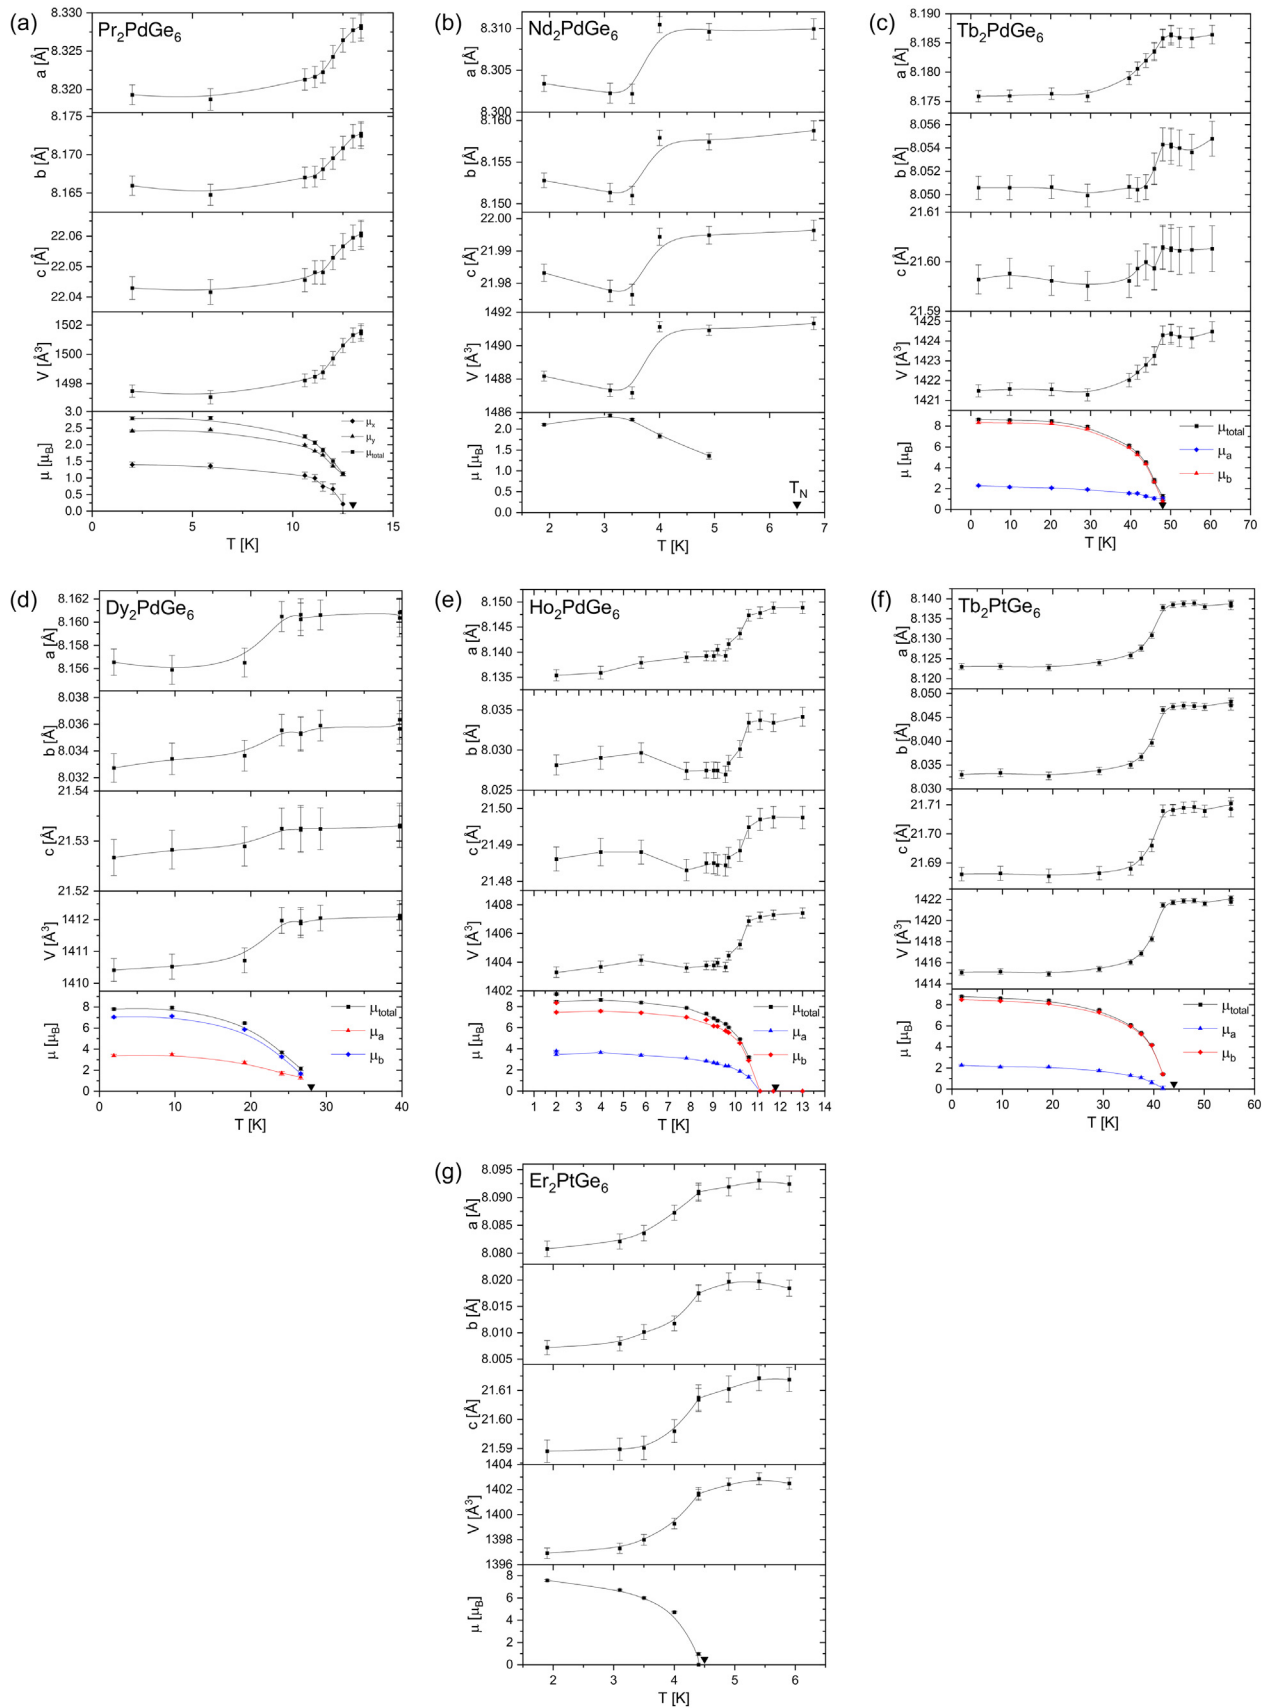 (a)
Pr₂PdGe₆
8.330
8.325
8.320
a [Å]
8.175
8.170
8.165
b [Å]
22.06
22.05
22.04
c [Å]
1502
1500
1498
V [Å³]
3.0
2.5
2.0
1.5
1.0
0.5
0.0
μ [μB]
μx
μy
μtotal
0 5 10 15
T [K]
(b)
Nd₂PdGe₆
8.310
8.305
8.300
a [Å]
8.160
8.155
8.150
b [Å]
22.00
21.99
21.98
c [Å]
1492
1490
1488
1486
V [Å³]
2.0
1.5
1.0
0.5
0.0
μ [μB]
TN
2 3 4 5 6 7
T [K]
(c)
Tb₂PdGe₆
8.190
8.185
8.180
8.175
a [Å]
8.056
8.054
8.052
8.050
b [Å]
21.61
21.60
21.59
c [Å]
1425
1424
1423
1422
1421
V [Å³]
8
6
4
2
0
μ [μB]
μtotal
μa
μb
0 10 20 30 40 50 60 70
T [K]
(d)
Dy₂PdGe₆
8.162
8.160
8.158
8.156
a [Å]
8.038
8.036
8.034
8.032
b [Å]
21.54
21.53
21.52
c [Å]
1412
1410
V [Å³]
8
6
4
2
0
μ [μB]
μtotal
μa
μb
0 10 20 30 40
T [K]
(e)
Ho₂PdGe₆
8.150
8.145
8.140
8.135
a [Å]
8.035
8.030
8.025
b [Å]
21.50
21.49
21.48
c [Å]
1408
1406
1404
1402
V [Å³]
8
6
4
2
0
μ [μB]
μtotal
μa
μb
1 2 3 4 5 6 7 8 9 10 11 12 13 14
T [K]
(f)
Tb₂PtGe₆
8.140
8.135
8.130
8.125
8.120
a [Å]
8.050
8.045
8.040
8.035
8.030
b [Å]
21.71
21.70
21.69
c [Å]
1422
1420
1418
1416
1414
V [Å³]
8
6
4
2
0
μ [μB]
μtotal
μa
μb
0 10 20 30 40 50 60
T [K]
(g)
Er₂PtGe₆
8.095
8.090
8.085
8.080
a [Å]
8.020
8.015
8.010
8.005
b [Å]
21.61
21.60
21.59
c [Å]
1404
1402
1400
1398
1396
V [Å³]
8
6
4
2
0
μ [μB]
2 3 4 5 6
T [K]